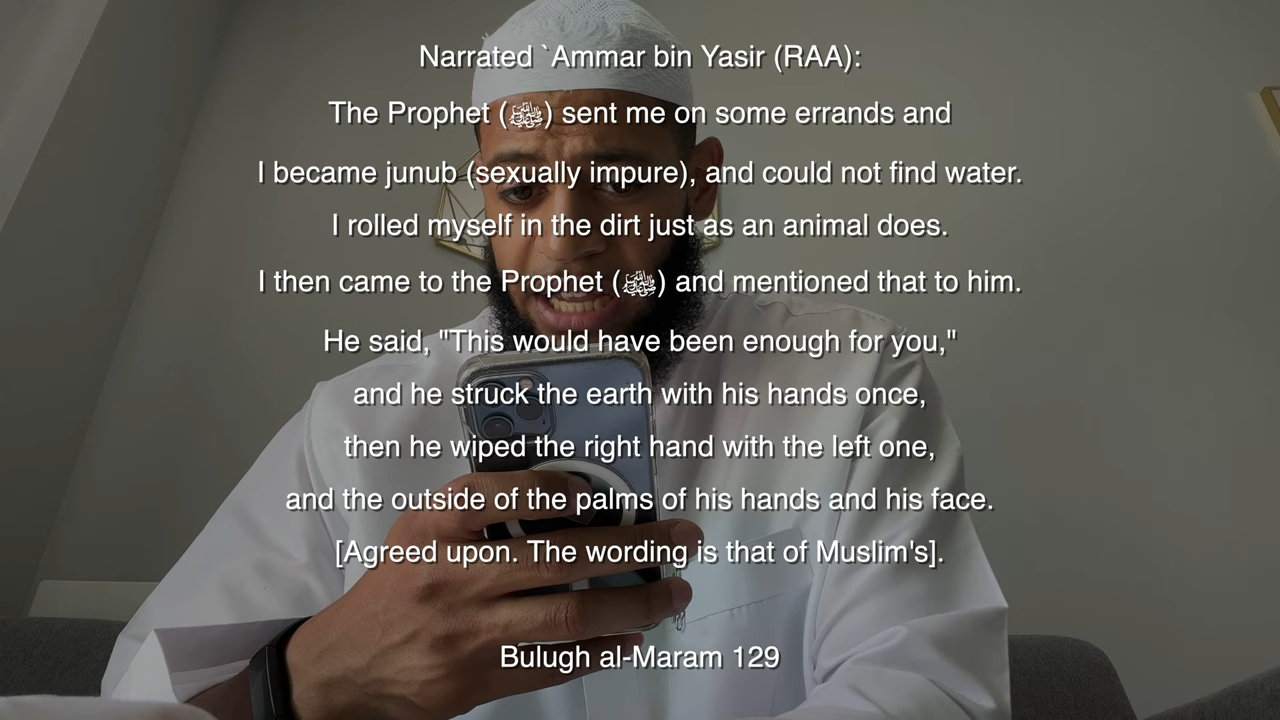 Narrated `Ammar bin Yasir (RAA):
The Prophet (ﷺ) sent me on some errands and
I became junub (sexually impure), and could not find water.
I rolled myself in the dirt just as an animal does.
I then came to the Prophet (ﷺ) and mentioned that to him.
He said, "This would have been enough for you,"
and he struck the earth with his hands once,
then he wiped the right hand with the left one,
and the outside of the palms of his hands and his face.
[Agreed upon. The wording is that of Muslim's].
Bulugh al-Maram 129